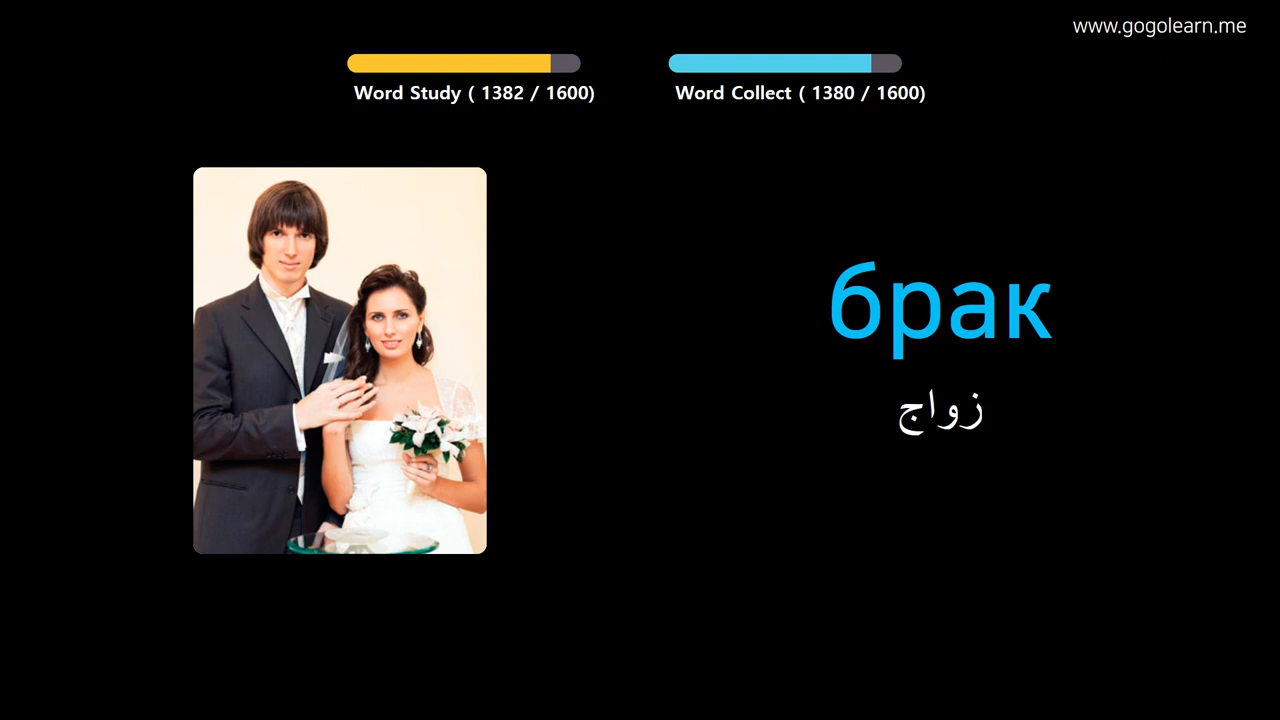 www.gogolearn.me
Word Study ( 1382 / 1600)
Word Collect ( 1380 / 1600)
брак
زواج